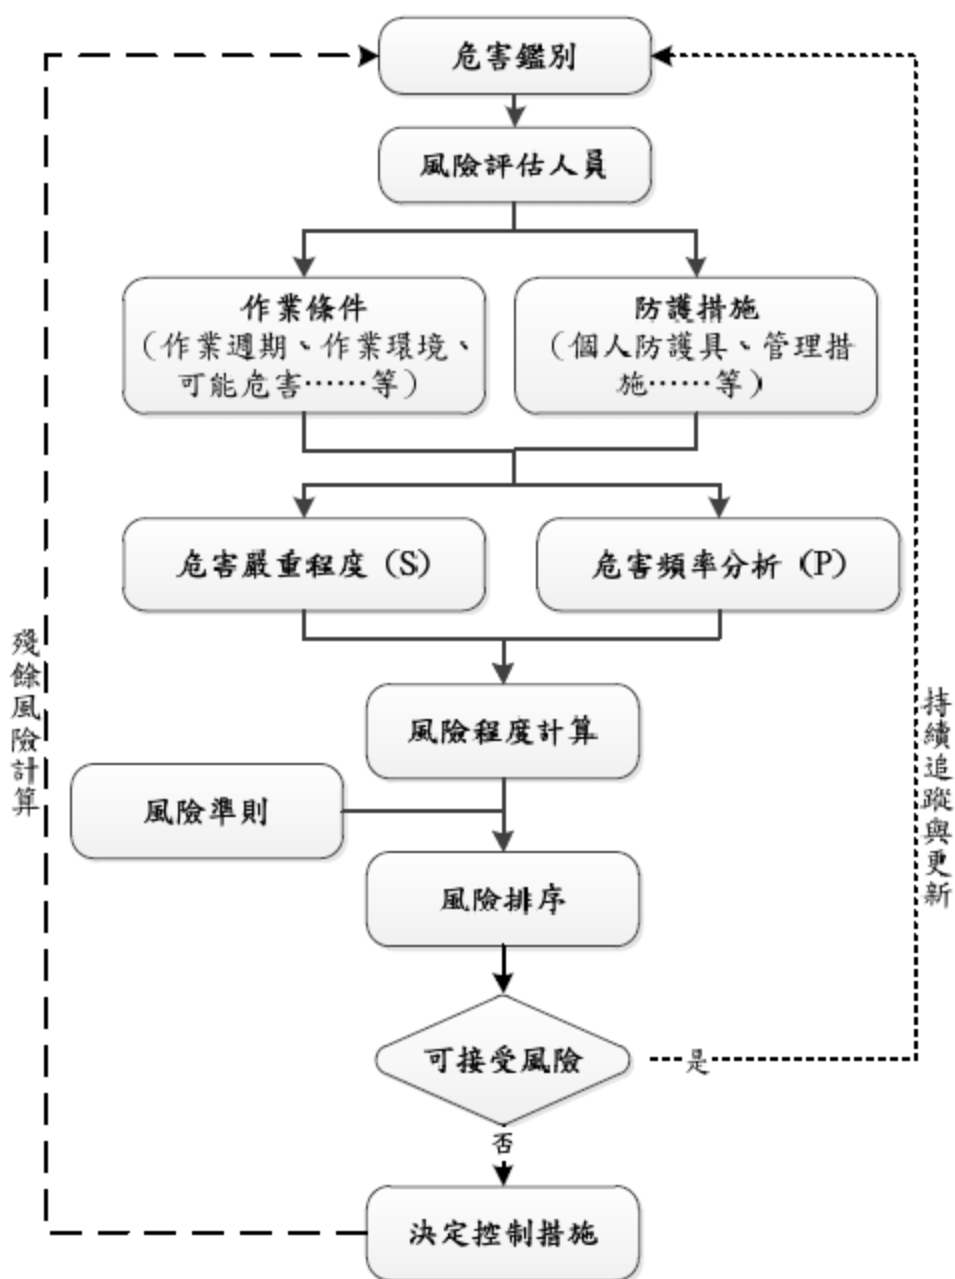 危害鑑別
風險評估人員
作業條件
（作業週期、作業環境、
可能危害……等）
防護措施
（個人防護具、管理措
施……等）
危害嚴重程度（S）
危害頻率分析（P）
風險程度計算
風險準則
風險排序
可接受風險
是
否
決定控制措施
殘餘風險計算
持續追蹤與更新